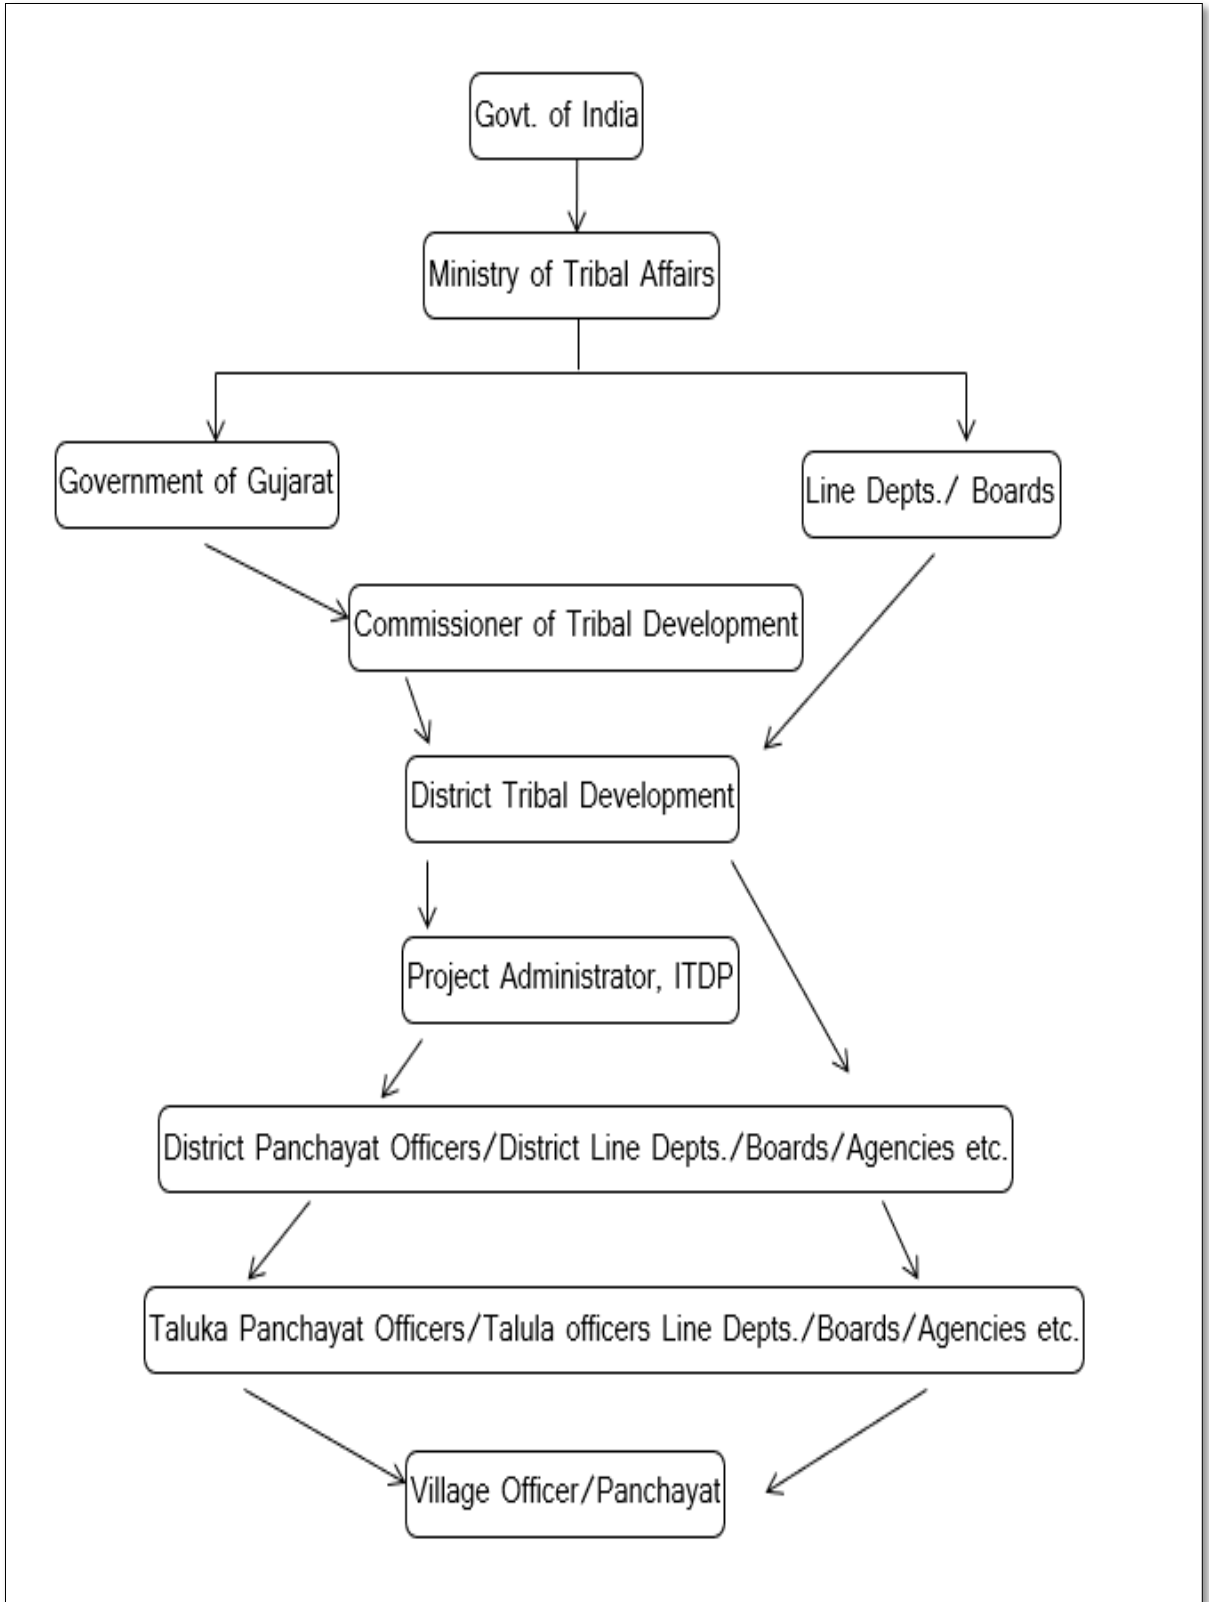 Govt. of India
Ministry of Tribal Affairs
Government of Gujarat
Line Depts./ Boards
Commissioner of Tribal Development
District Tribal Development
Project Administrator, ITDP
District Panchayat Officers/District Line Depts./Boards/Agencies etc.
Taluka Panchayat Officers/Talula officers Line Depts./Boards/Agencies etc.
Village Officer/Panchayat